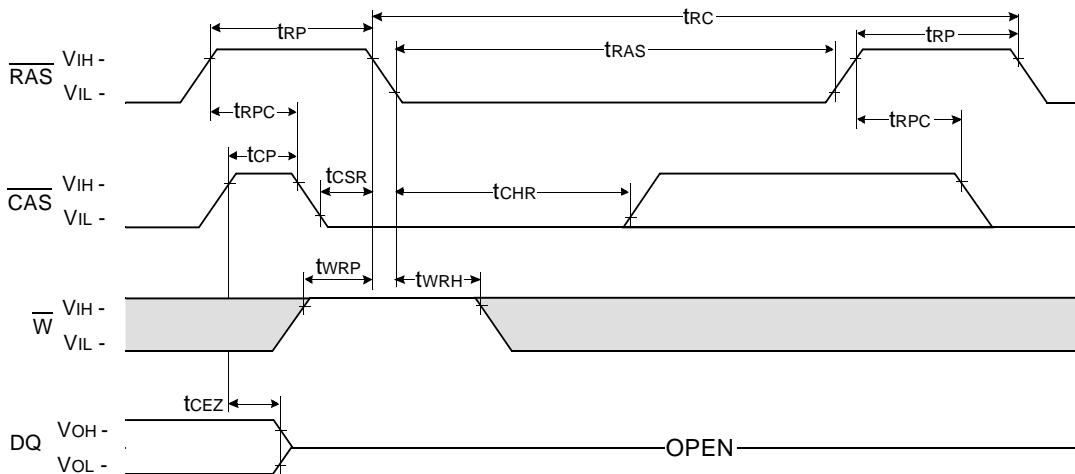 tRP
tRC
tRAS
tRP
RAS
VIH -
VIL -
tRPC
tRPC
tCP
tCSR
tCHR
CAS
VIH -
VIL -
tWRP
tWRH
W
VIH -
VIL -
tCEZ
DQ
VOH -
VOL -
OPEN